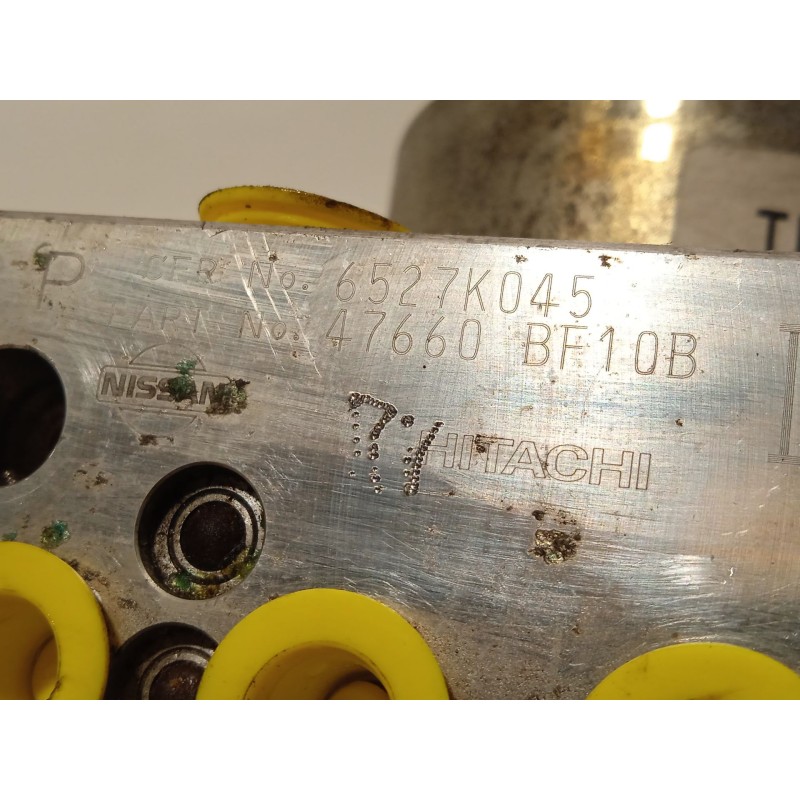 P
SER No. 6527K045
PART No. 47660 BF10B
NISSAN
HITACHI